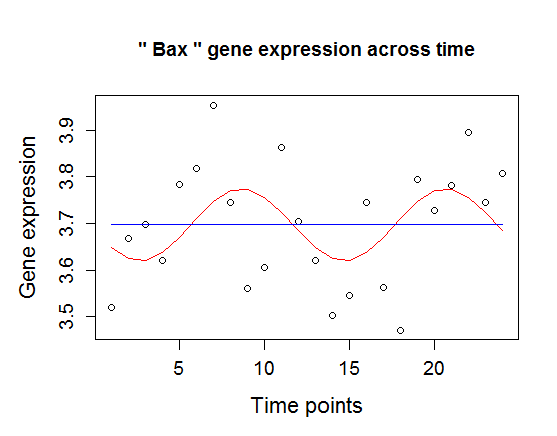 " Bax " gene expression across time
Gene expression
3.9
3.8
3.7
3.6
3.5
5 10 15 20
Time points